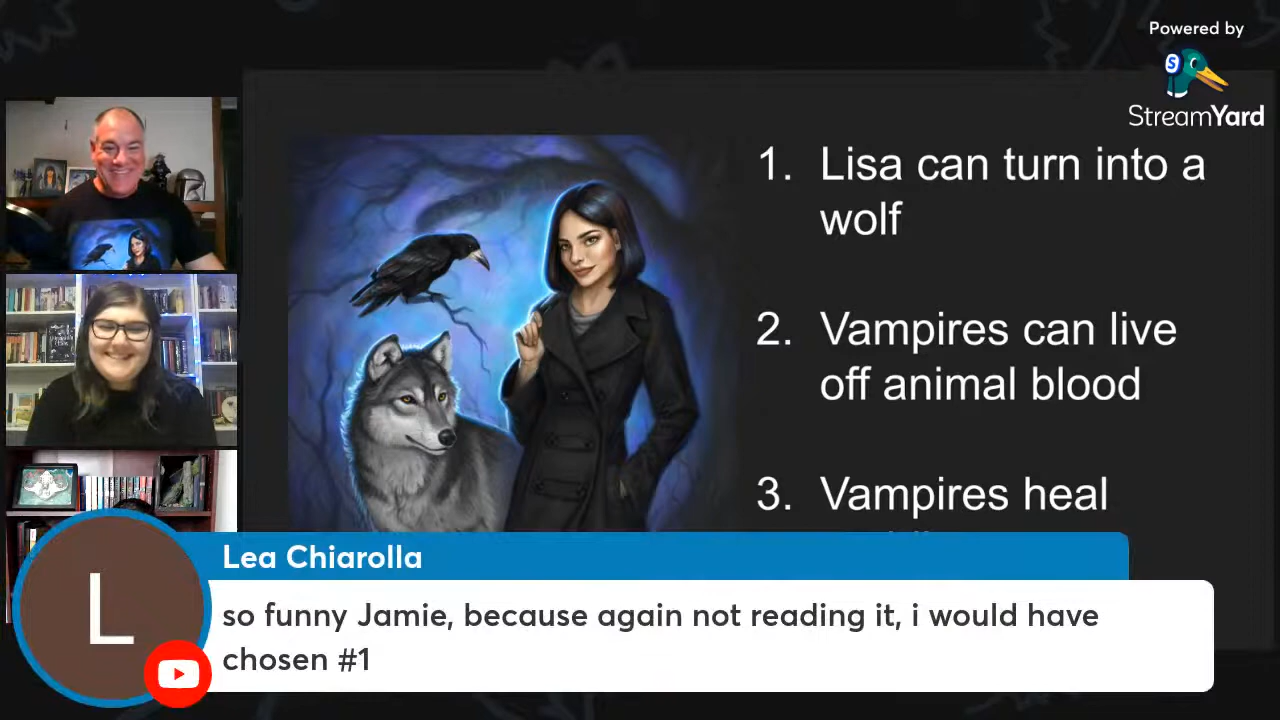 Powered by
StreamYard
1. Lisa can turn into a
wolf
2. Vampires can live
off animal blood
3. Vampires heal
Lea Chiarolla
so funny Jamie, because again not reading it, i would have
chosen #1
L
S